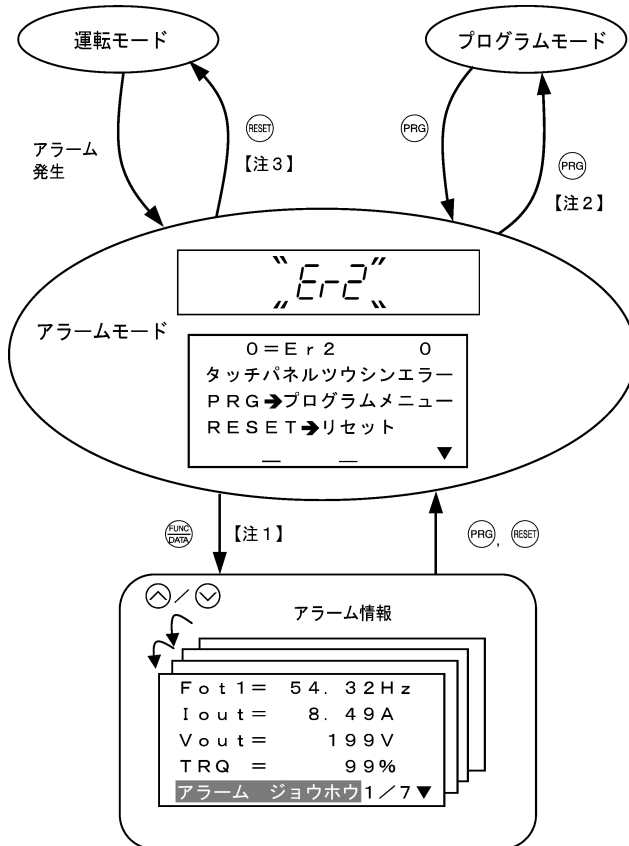 運転モード
プログラムモード
アラーム
発生
RESET
【注3】
PRG
PRG
【注2】
Er2
アラームモード
0=Er2 0
タッチパネルツウシンエラー
PRG➔プログラムメニュー
RESET➔リセット
▼
FUNC
DATA
【注1】
PRG, RESET
∧/∨
アラーム情報
Fot1= 54.32Hz
Iout= 8.49A
Vout= 199V
TRQ = 99%
アラーム ジョウホウ 1/7▼